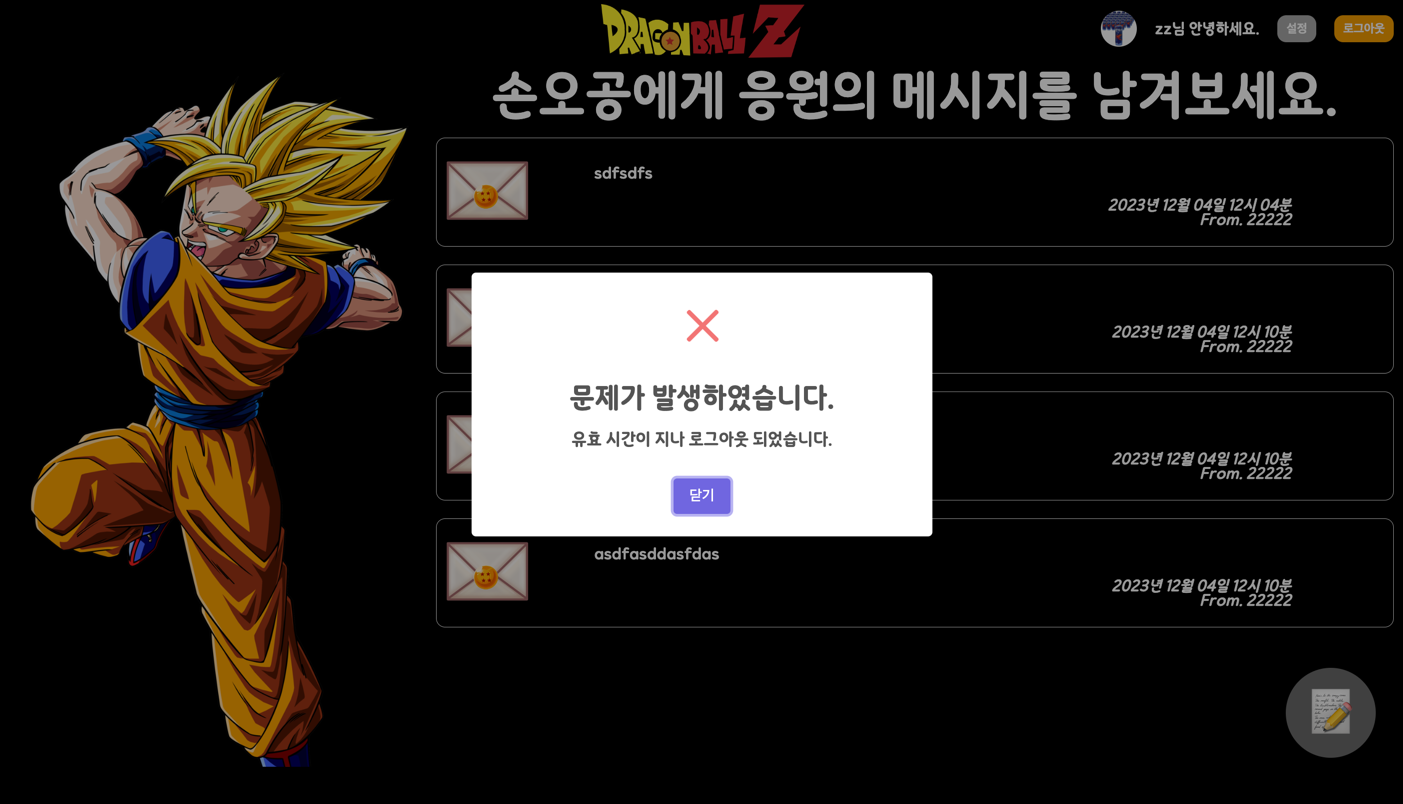 DRAGON BALL Z
zz님 안녕하세요.
설정
로그아웃
손오공에게 응원의 메시지를 남겨보세요.
sdfsdfs
2023년 12월 04일 12시 04분
From. 22222
2023년 12월 04일 12시 10분
From. 22222
문제가 발생하였습니다.
유효 시간이 지나 로그아웃 되었습니다.
닫기
2023년 12월 04일 12시 10분
From. 22222
asdfasddasfdas
2023년 12월 04일 12시 10분
From. 22222